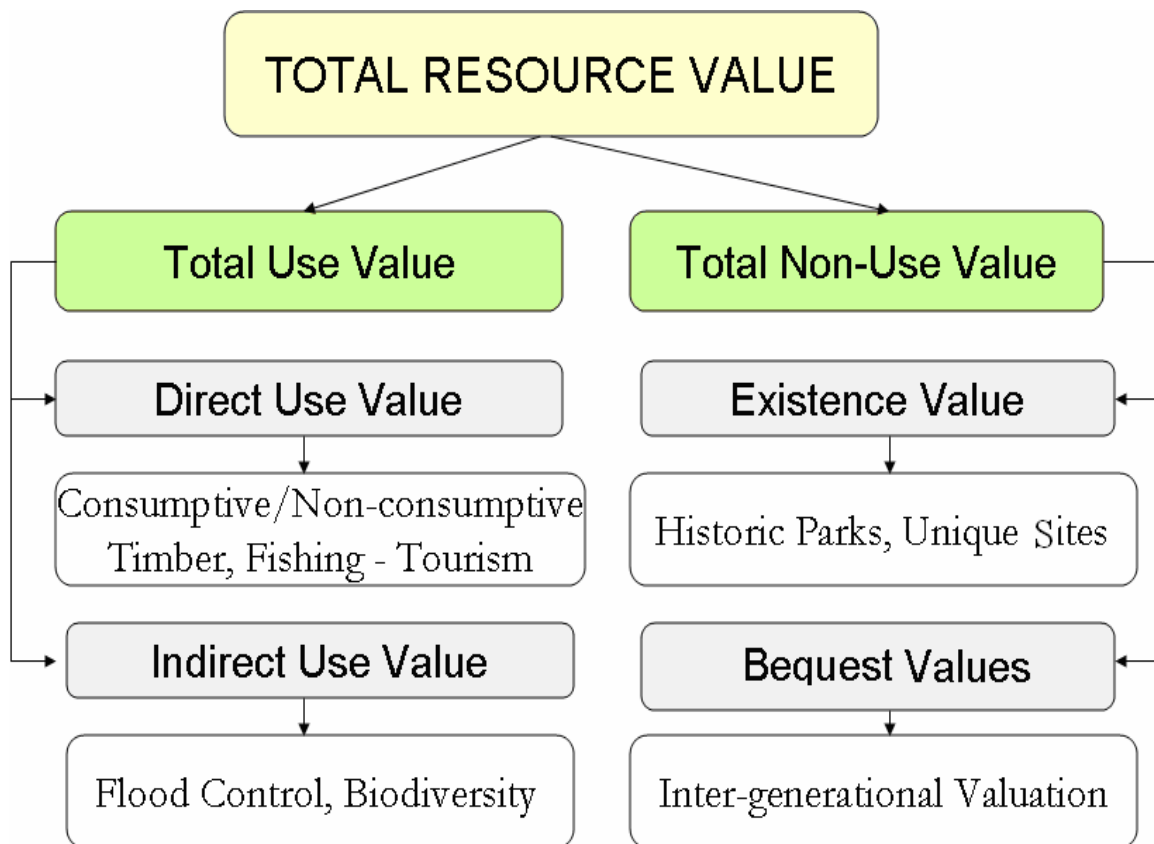 TOTAL RESOURCE VALUE
Total Use Value
Total Non-Use Value
Direct Use Value
Existence Value
Consumptive/Non-consumptive
Timber, Fishing - Tourism
Historic Parks, Unique Sites
Indirect Use Value
Bequest Values
Flood Control, Biodiversity
Inter-generational Valuation